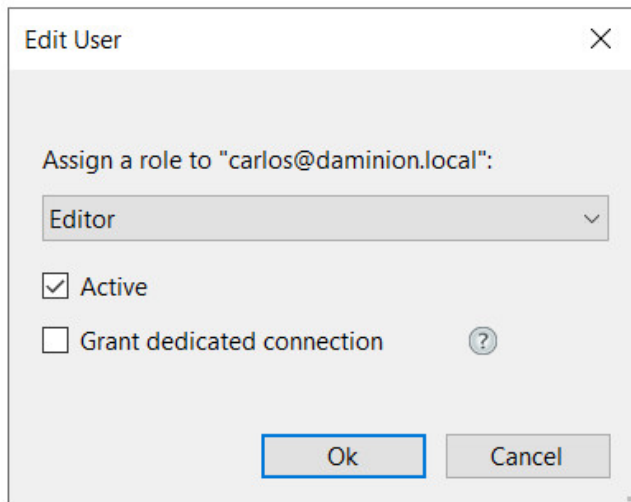 Edit User
Assign a role to "carlos@daminion.local":
Editor
Active
Grant dedicated connection ?
Ok Cancel